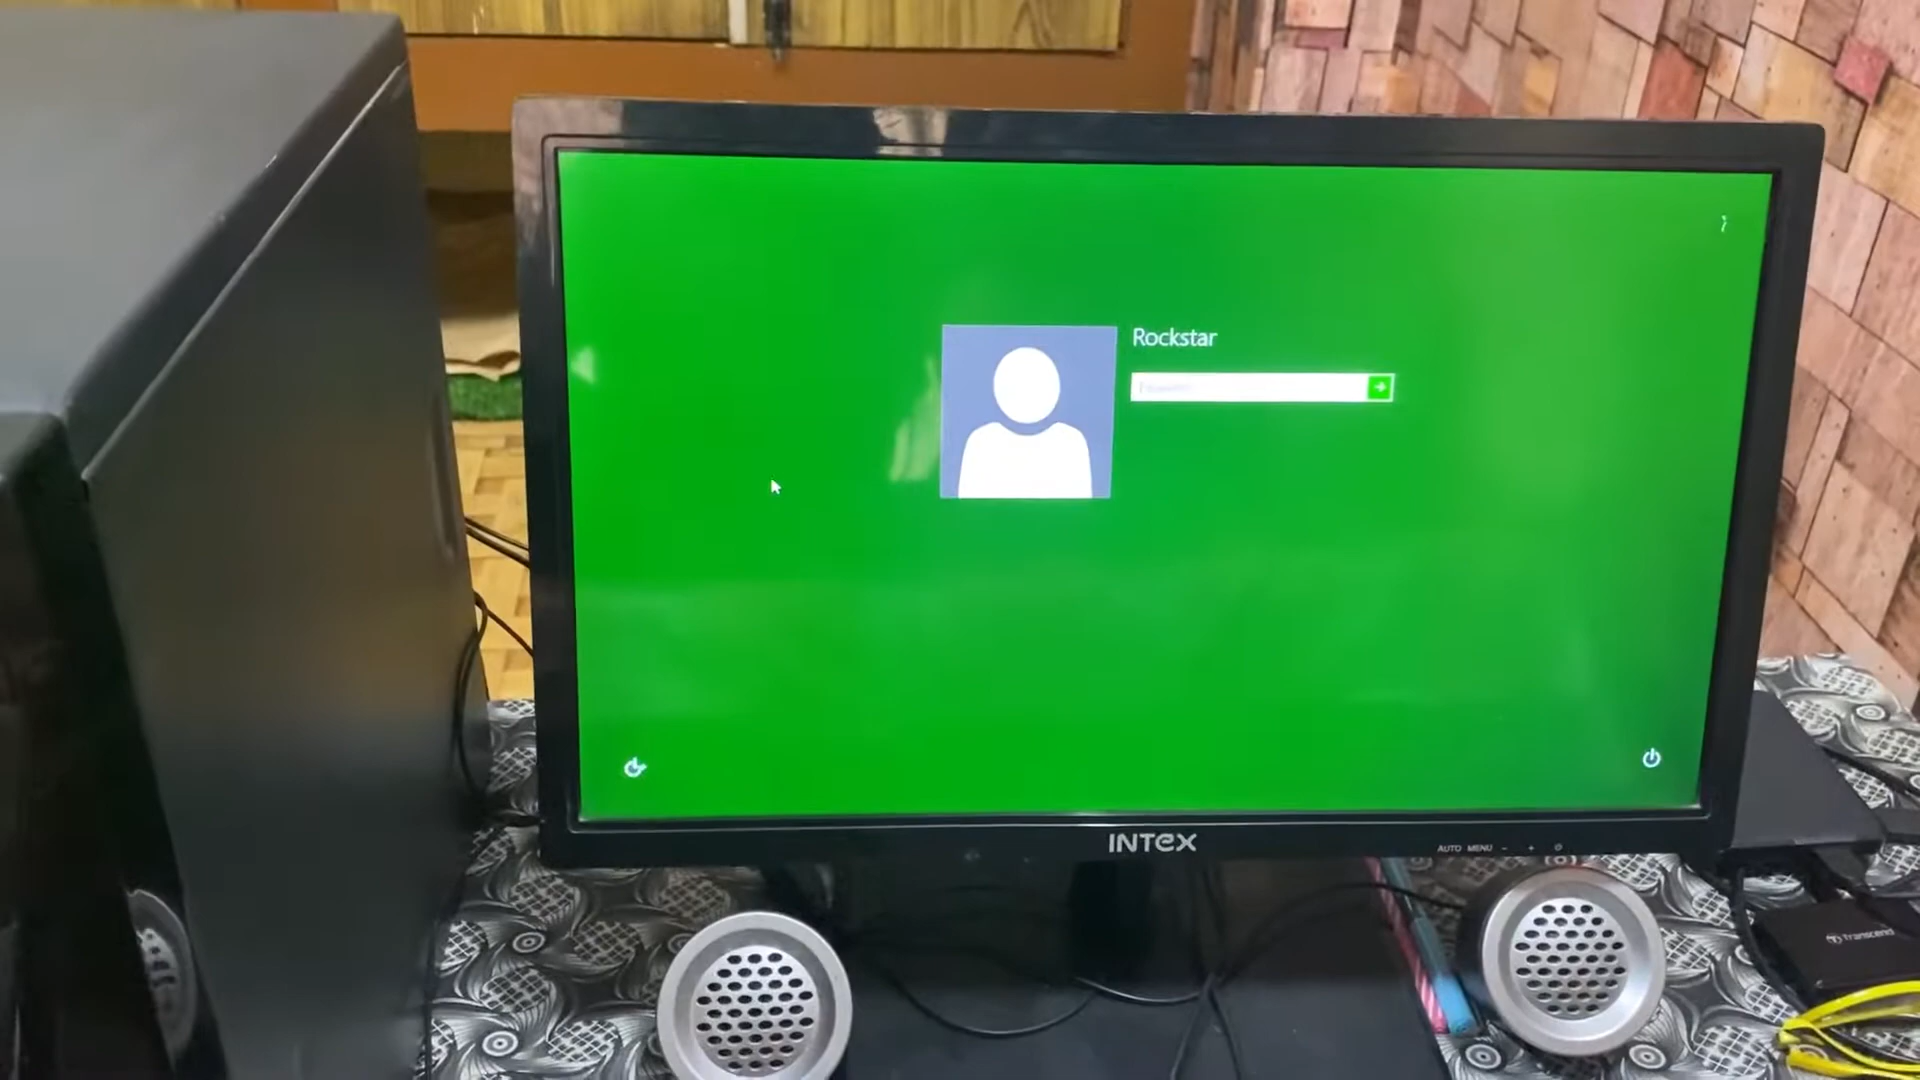 Rockstar
INTEX
AUTO MENU - +
Transcend